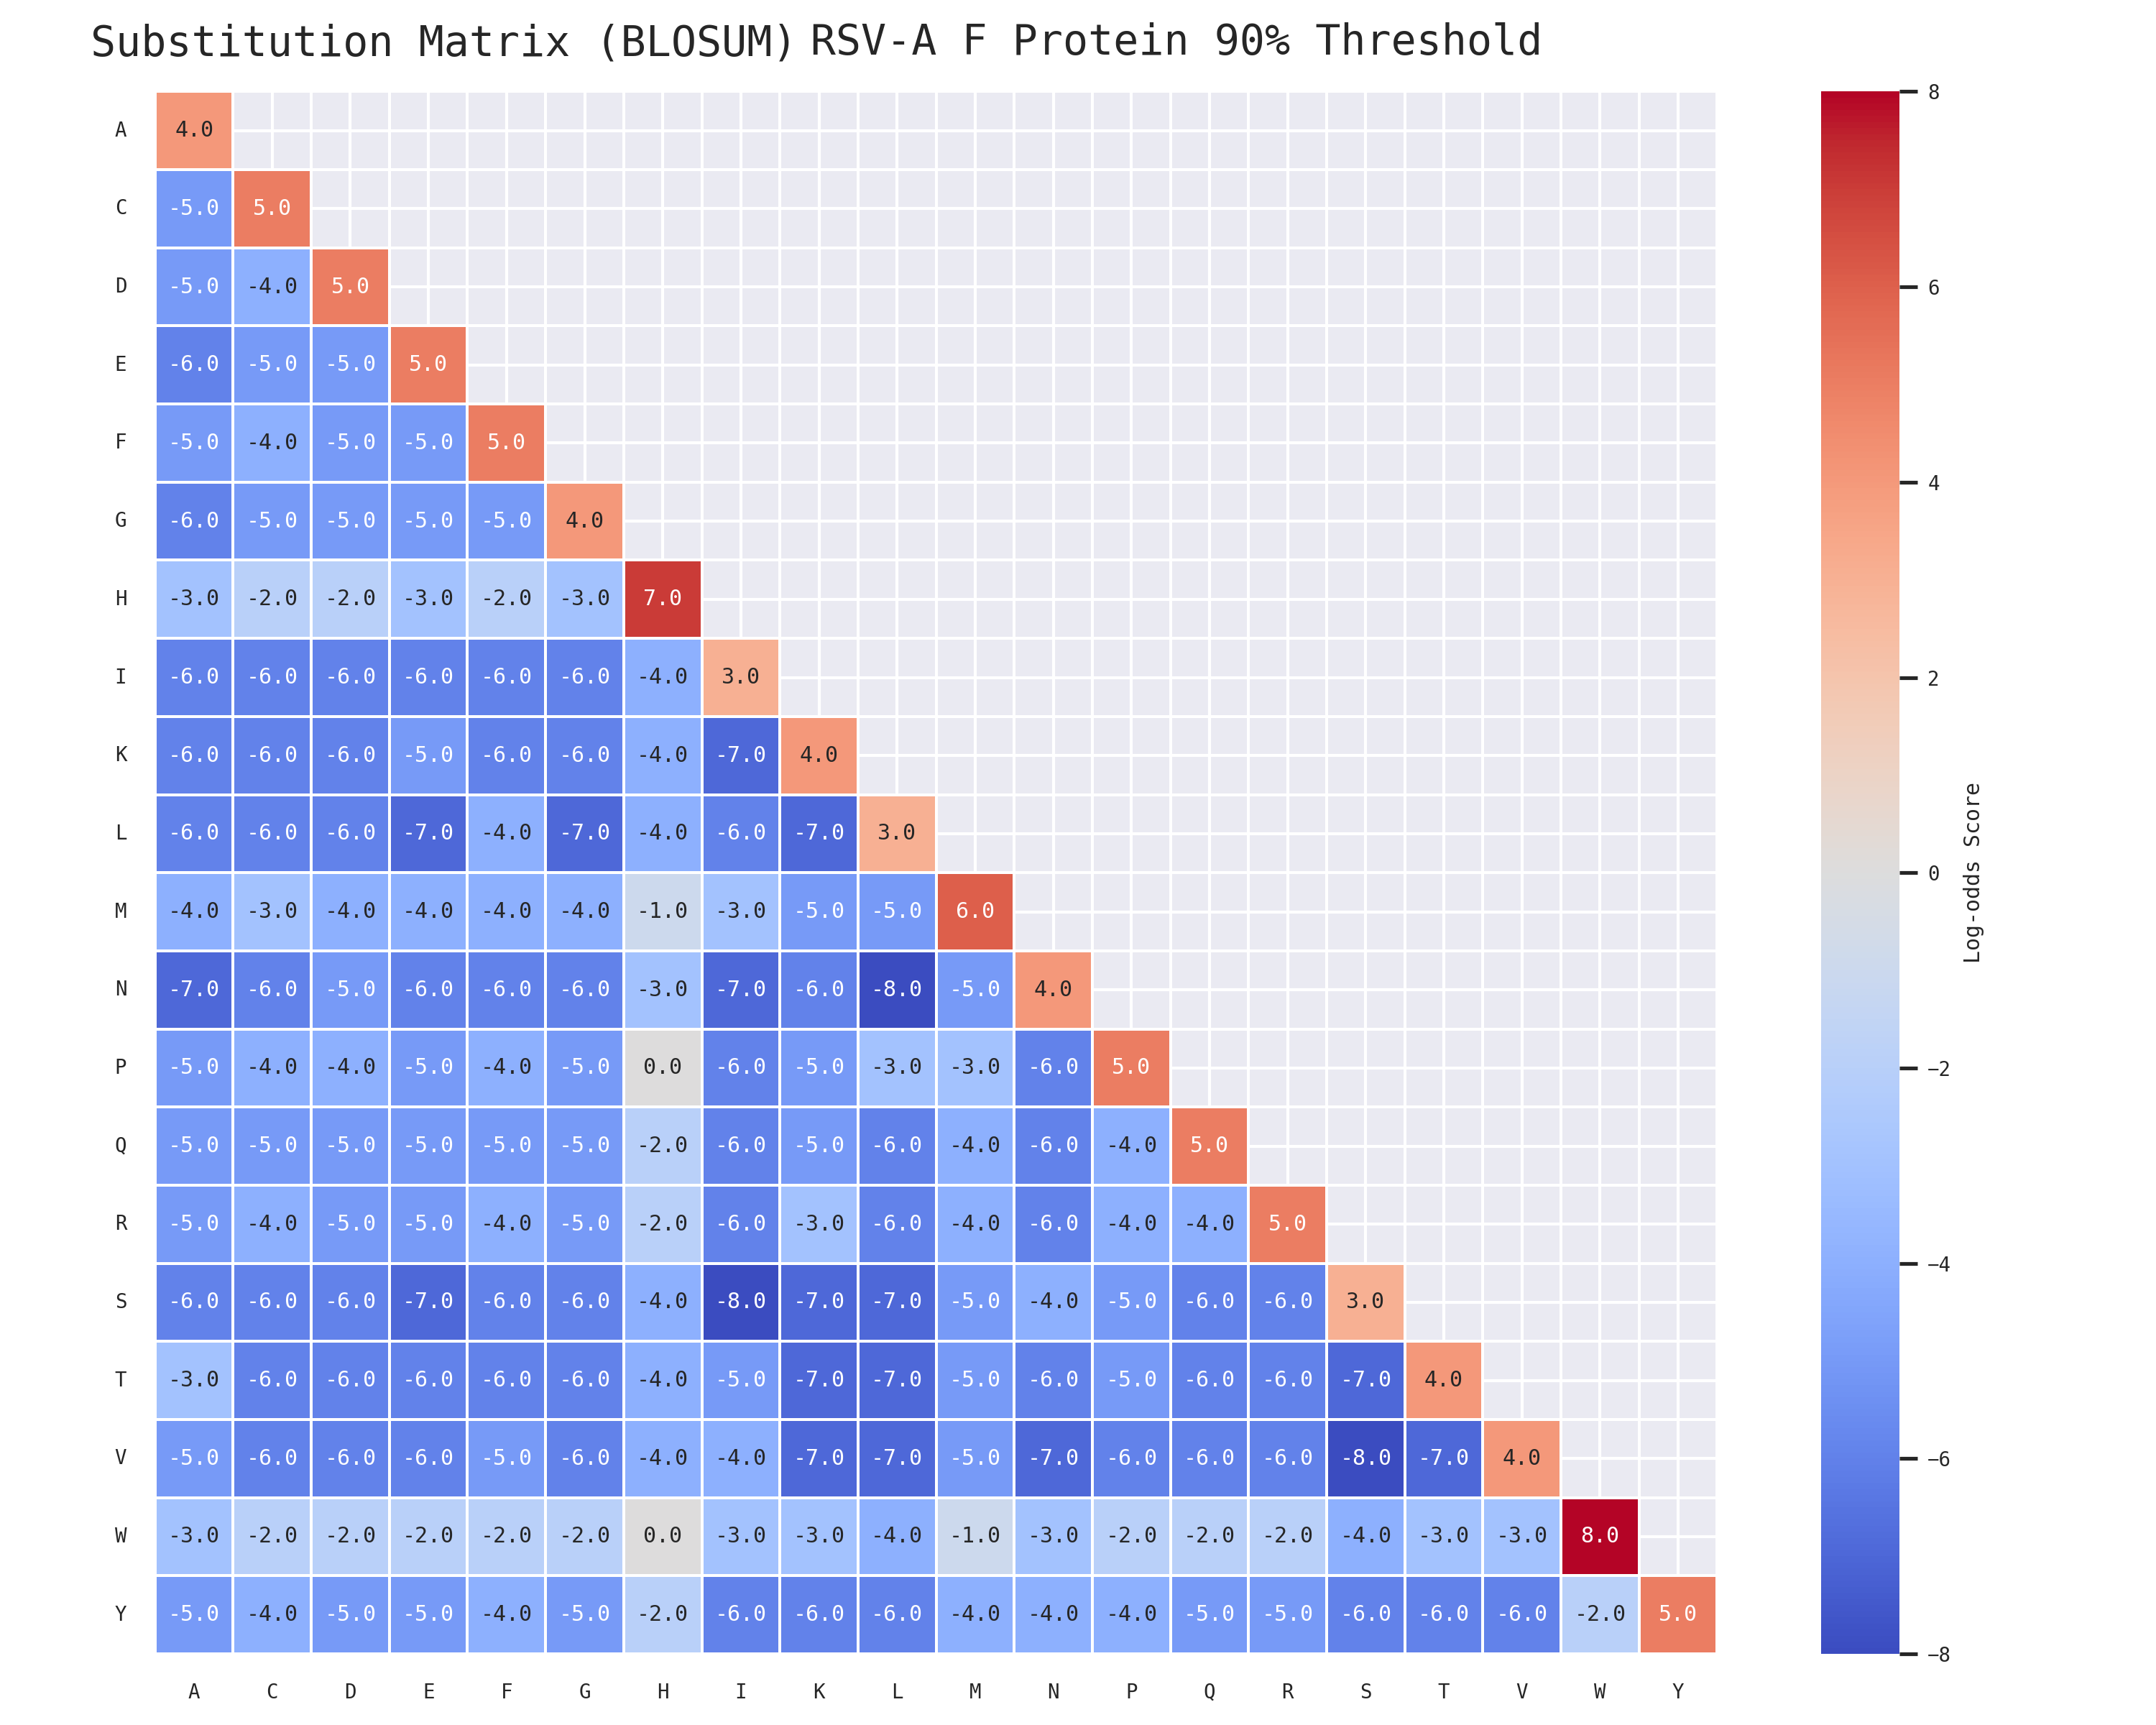 Substitution Matrix (BLOSUM) RSV-A F Protein 90% Threshold
A 4.0
C -5.0 5.0
D -5.0 -4.0 5.0
E -6.0 -5.0 -5.0 5.0
F -5.0 -4.0 -5.0 -5.0 5.0
G -6.0 -5.0 -5.0 -5.0 -5.0 4.0
H -3.0 -2.0 -2.0 -3.0 -2.0 -3.0 7.0
I -6.0 -6.0 -6.0 -6.0 -6.0 -6.0 -4.0 3.0
K -6.0 -6.0 -6.0 -5.0 -6.0 -6.0 -4.0 -7.0 4.0
L -6.0 -6.0 -6.0 -7.0 -4.0 -7.0 -4.0 -6.0 -7.0 3.0
M -4.0 -3.0 -4.0 -4.0 -4.0 -4.0 -1.0 -3.0 -5.0 -5.0 6.0
N -7.0 -6.0 -5.0 -6.0 -6.0 -6.0 -3.0 -7.0 -6.0 -8.0 -5.0 4.0
P -5.0 -4.0 -4.0 -5.0 -4.0 -5.0 0.0 -6.0 -5.0 -3.0 -3.0 -6.0 5.0
Q -5.0 -5.0 -5.0 -5.0 -5.0 -5.0 -2.0 -6.0 -5.0 -6.0 -4.0 -6.0 -4.0 5.0
R -5.0 -4.0 -5.0 -5.0 -4.0 -5.0 -2.0 -6.0 -3.0 -6.0 -4.0 -6.0 -4.0 -4.0 5.0
S -6.0 -6.0 -6.0 -7.0 -6.0 -6.0 -4.0 -8.0 -7.0 -7.0 -5.0 -4.0 -5.0 -6.0 -6.0 3.0
T -3.0 -6.0 -6.0 -6.0 -6.0 -6.0 -4.0 -5.0 -7.0 -7.0 -5.0 -6.0 -5.0 -6.0 -6.0 -7.0 4.0
V -5.0 -6.0 -6.0 -6.0 -5.0 -6.0 -4.0 -4.0 -7.0 -7.0 -5.0 -7.0 -6.0 -6.0 -6.0 -8.0 -7.0 4.0
W -3.0 -2.0 -2.0 -2.0 -2.0 -2.0 0.0 -3.0 -3.0 -4.0 -1.0 -3.0 -2.0 -2.0 -2.0 -4.0 -3.0 -3.0 8.0
Y -5.0 -4.0 -5.0 -5.0 -4.0 -5.0 -2.0 -6.0 -6.0 -6.0 -4.0 -4.0 -4.0 -5.0 -5.0 -6.0 -6.0 -6.0 -2.0 5.0
A C D E F G H I K L M N P Q R S T V W Y
8
6
4
2
0
−2
−4
−6
−8
Log-odds Score